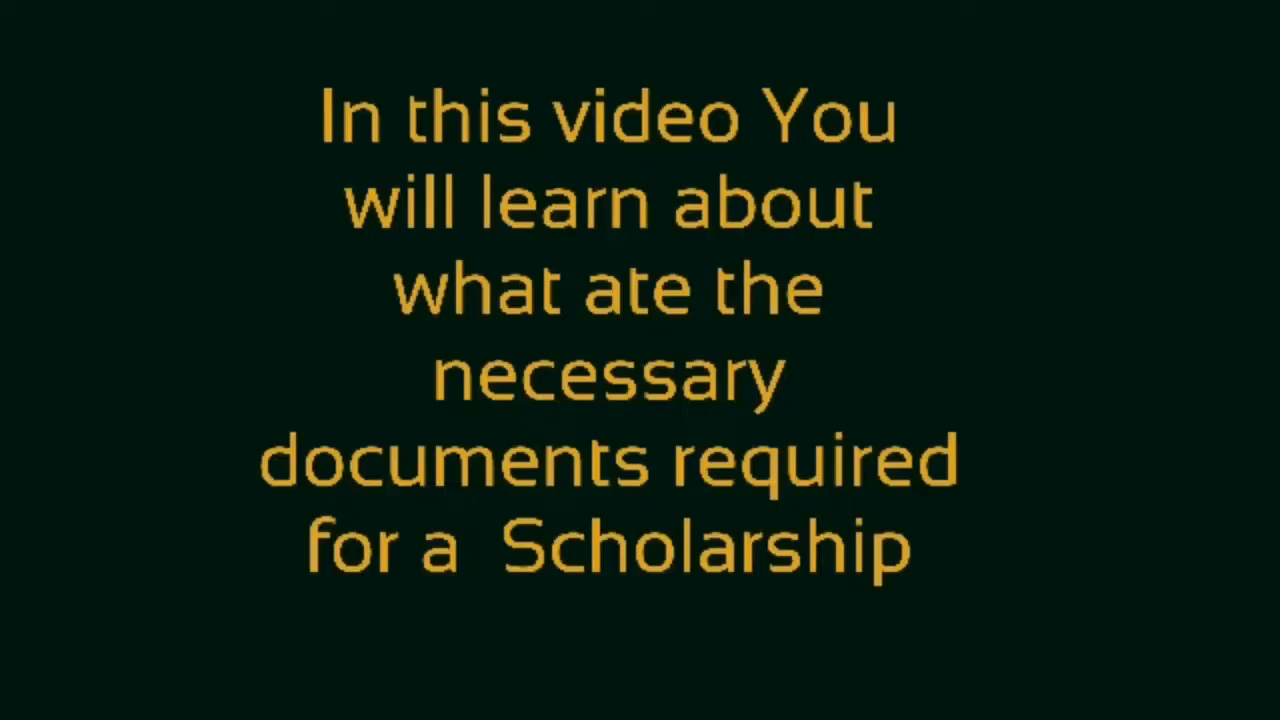 In this video You
will learn about
what ate the
necessary
documents required
for a  Scholarship